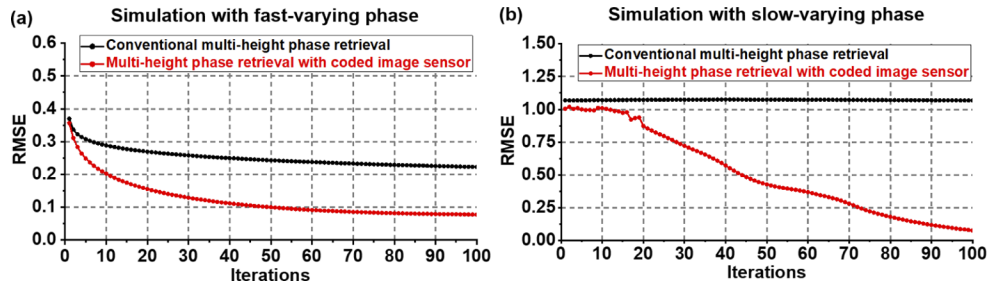 (a) Simulation with fast-varying phase
Conventional multi-height phase retrieval
Multi-height phase retrieval with coded image sensor
RMSE
0.6
0.5
0.4
0.3
0.2
0.1
0.0
0 10 20 30 40 50 60 70 80 90 100
Iterations
(b) Simulation with slow-varying phase
Conventional multi-height phase retrieval
Multi-height phase retrieval with coded image sensor
RMSE
1.50
1.25
1.00
0.75
0.50
0.25
0.00
0 10 20 30 40 50 60 70 80 90 100
Iterations